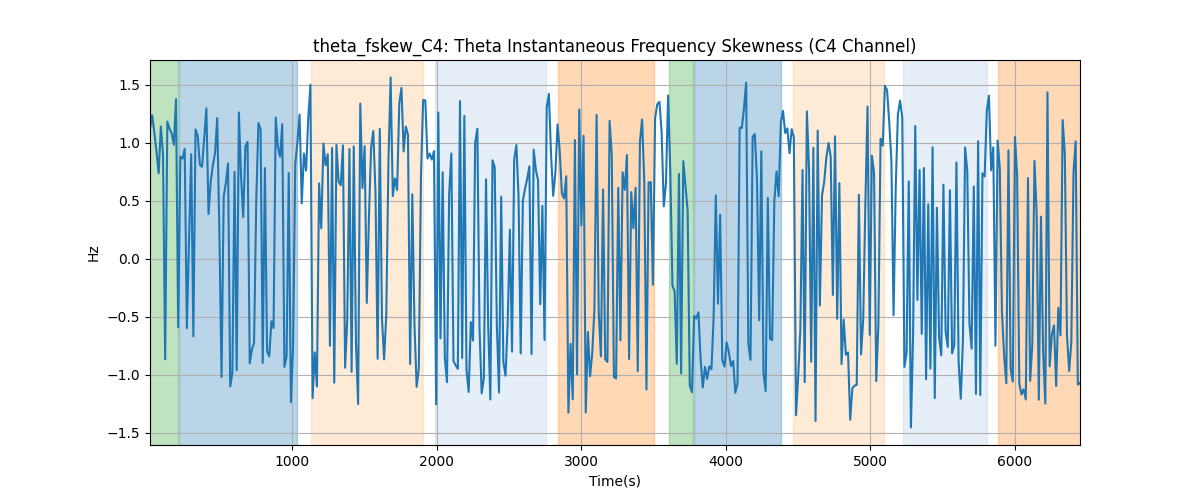 theta_fskew_C4: Theta Instantaneous Frequency Skewness (C4 Channel)
1.5
1.0
0.5
0.0
−0.5
−1.0
−1.5
Hz
1000 2000 3000 4000 5000 6000
Time(s)